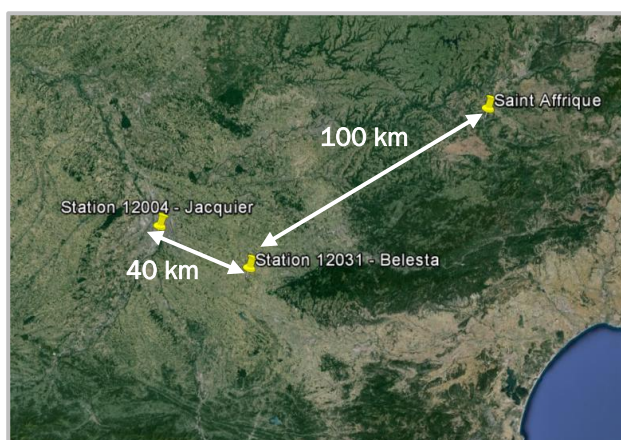 Saint Affrique
100 km
Station 12004 - Jacquier
Station 12031 - Belesta
40 km